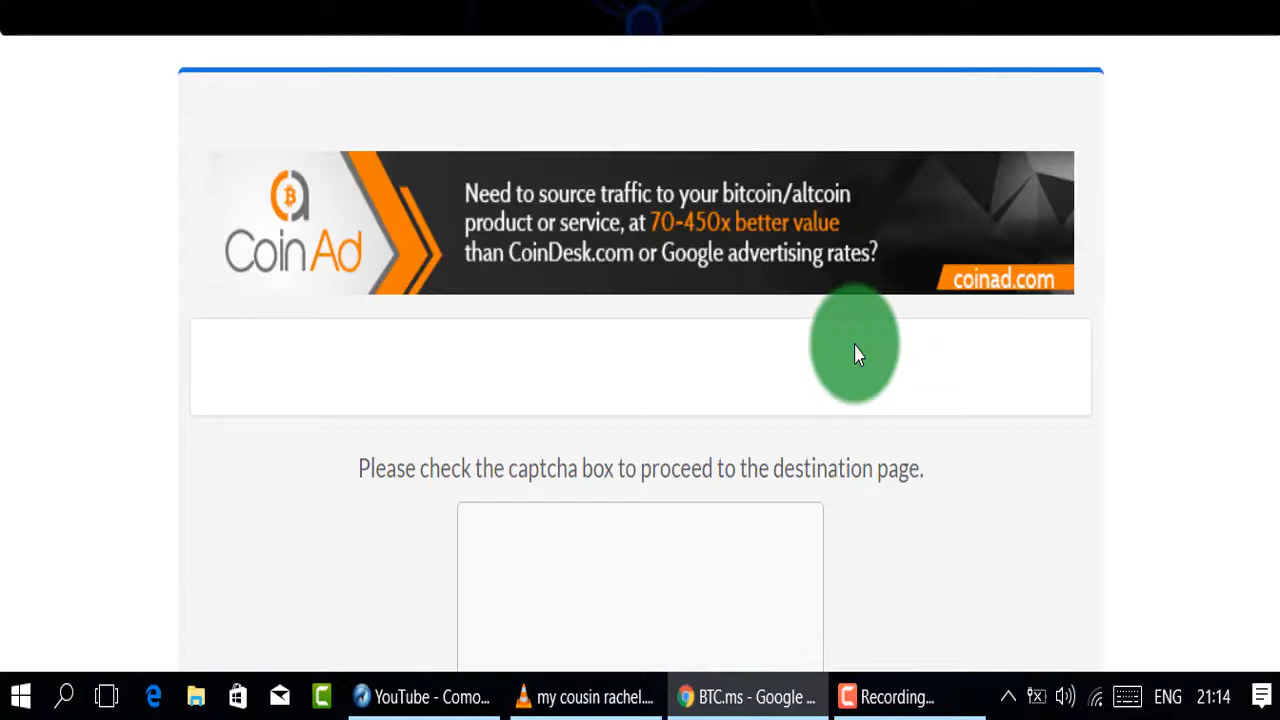 CoinAd
Need to source traffic to your bitcoin/altcoin
product or service, at 70-450x better value
than CoinDesk.com or Google advertising rates?
coinad.com
Please check the captcha box to proceed to the destination page.
YouTube - Como...
my cousin rachel....
BTC.ms - Google ...
Recording...
ENG
21:14